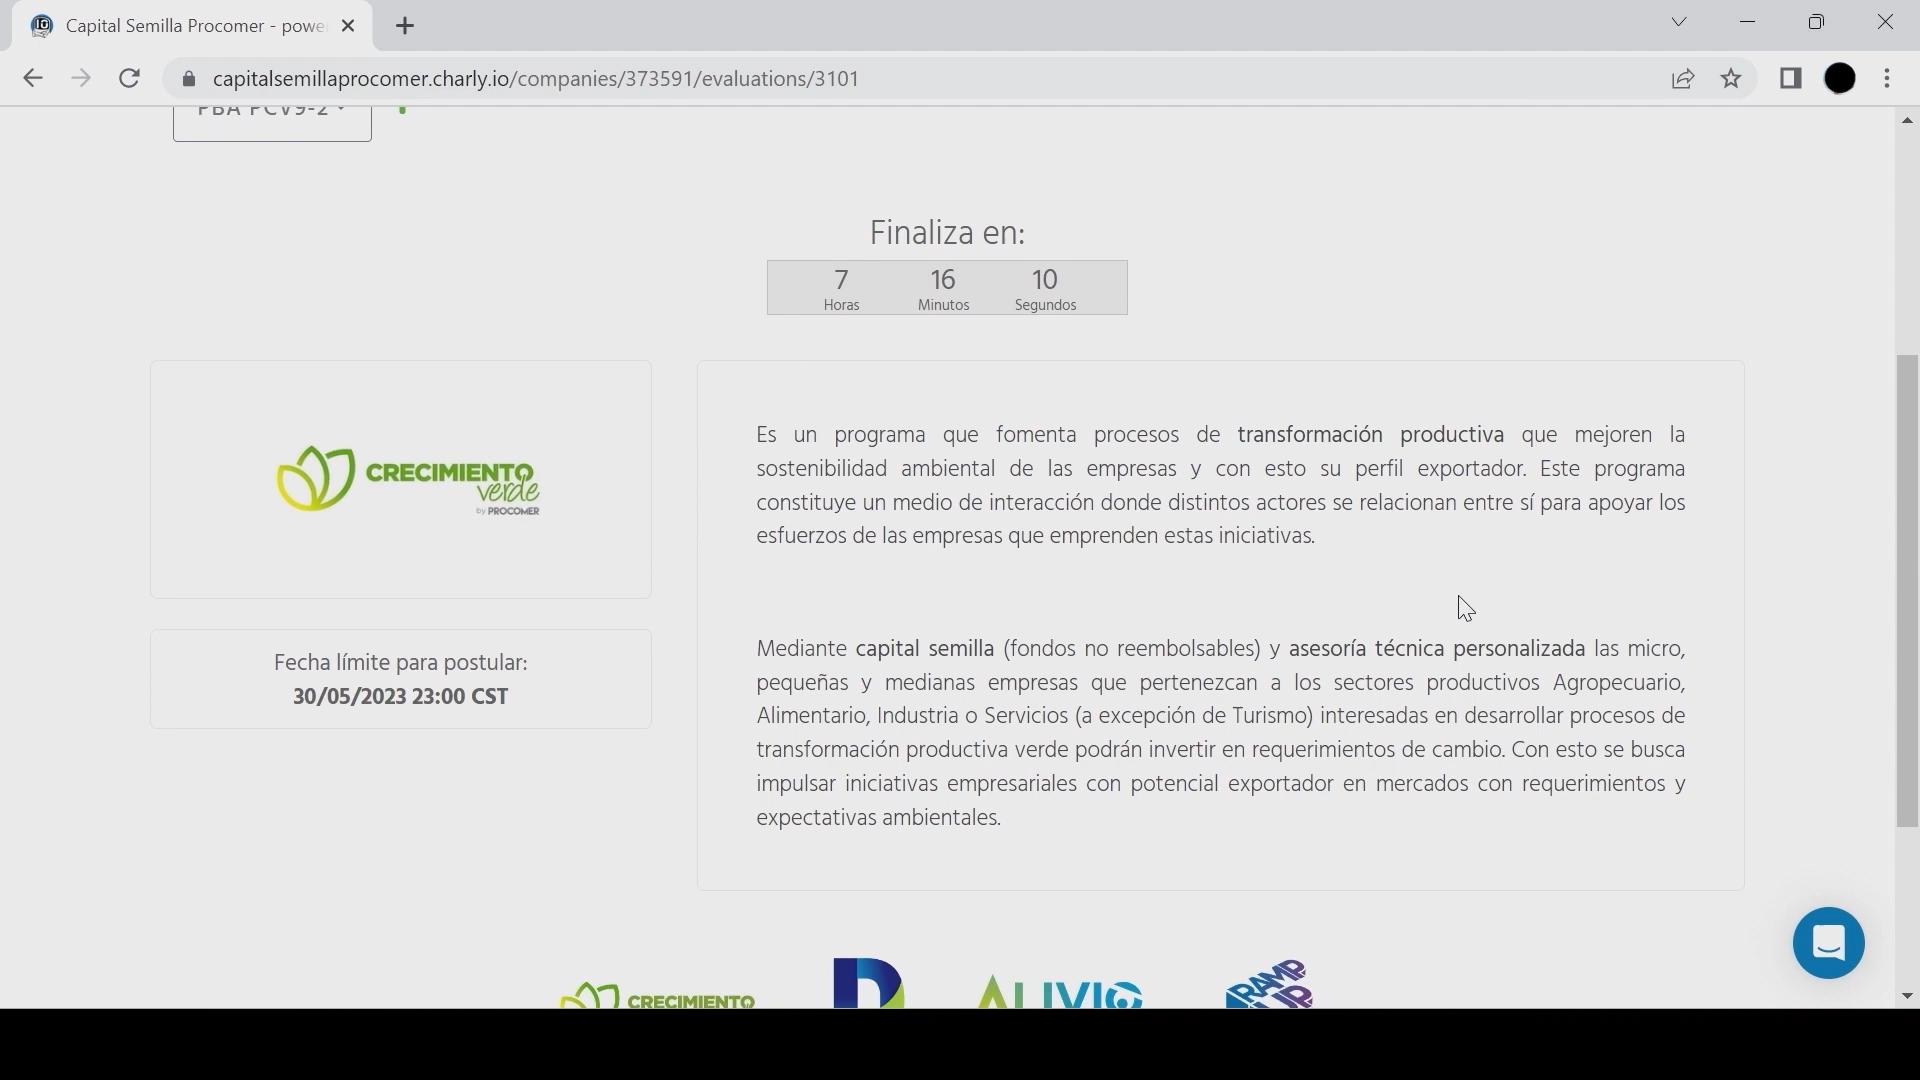 Capital Semilla Procomer - powe
capitalsemillaprocomer.charly.io/companies/373591/evaluations/3101
PBA PCV9-2
Finaliza en:
7 16 10
Horas Minutos Segundos
CRECIMIENTO
verde
by PROCOMER
Fecha límite para postular:
30/05/2023 23:00 CST
Es un programa que fomenta procesos de transformación productiva que mejoren la
sostenibilidad ambiental de las empresas y con esto su perfil exportador. Este programa
constituye un medio de interacción donde distintos actores se relacionan entre sí para apoyar los
esfuerzos de las empresas que emprenden estas iniciativas.
Mediante capital semilla (fondos no reembolsables) y asesoría técnica personalizada las micro,
pequeñas y medianas empresas que pertenezcan a los sectores productivos Agropecuario,
Alimentario, Industria o Servicios (a excepción de Turismo) interesadas en desarrollar procesos de
transformación productiva verde podrán invertir en requerimientos de cambio. Con esto se busca
impulsar iniciativas empresariales con potencial exportador en mercados con requerimientos y
expectativas ambientales.
CRECIMIENTO ALIVIO RAMP UP